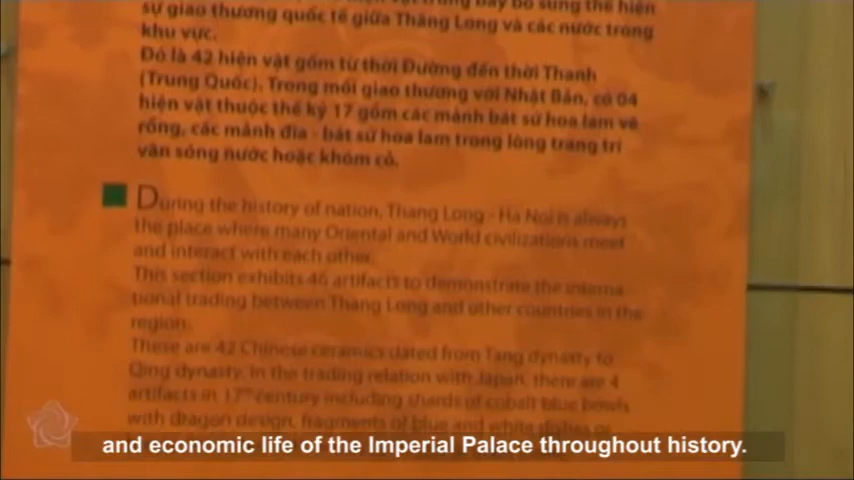 sự giao thương quốc tế giữa Thăng Long và các nước trong
khu vực.
Đó là 42 hiện vật gốm từ thời Đường đến thời Thanh
(Trung Quốc). Trong mối giao thương với Nhật Bản, có 04
hiện vật thuộc thế kỷ 17 gồm các mảnh bát sứ hoa lam vẽ
rồng, các mảnh đĩa - bát sứ hoa lam trong lòng trang trí
văn sóng nước hoặc khóm cỏ.
During the history of nation, Thang Long - Ha Noi is always
the place where many Oriental and World civilizations meet
and interact with each other.
This section exhibits 46 artifacts to demonstrate the interna-
tional trading between Thang Long and other countries in the
region.
These are 42 Chinese ceramics dated from Tang dynasty to
Qing dynasty. In the trading relation with Japan, there are 4
artifacts in 17th century including shards of cobalt blue bowls
with dragon design, fragments of blue and white dishes or
and economic life of the Imperial Palace throughout history.